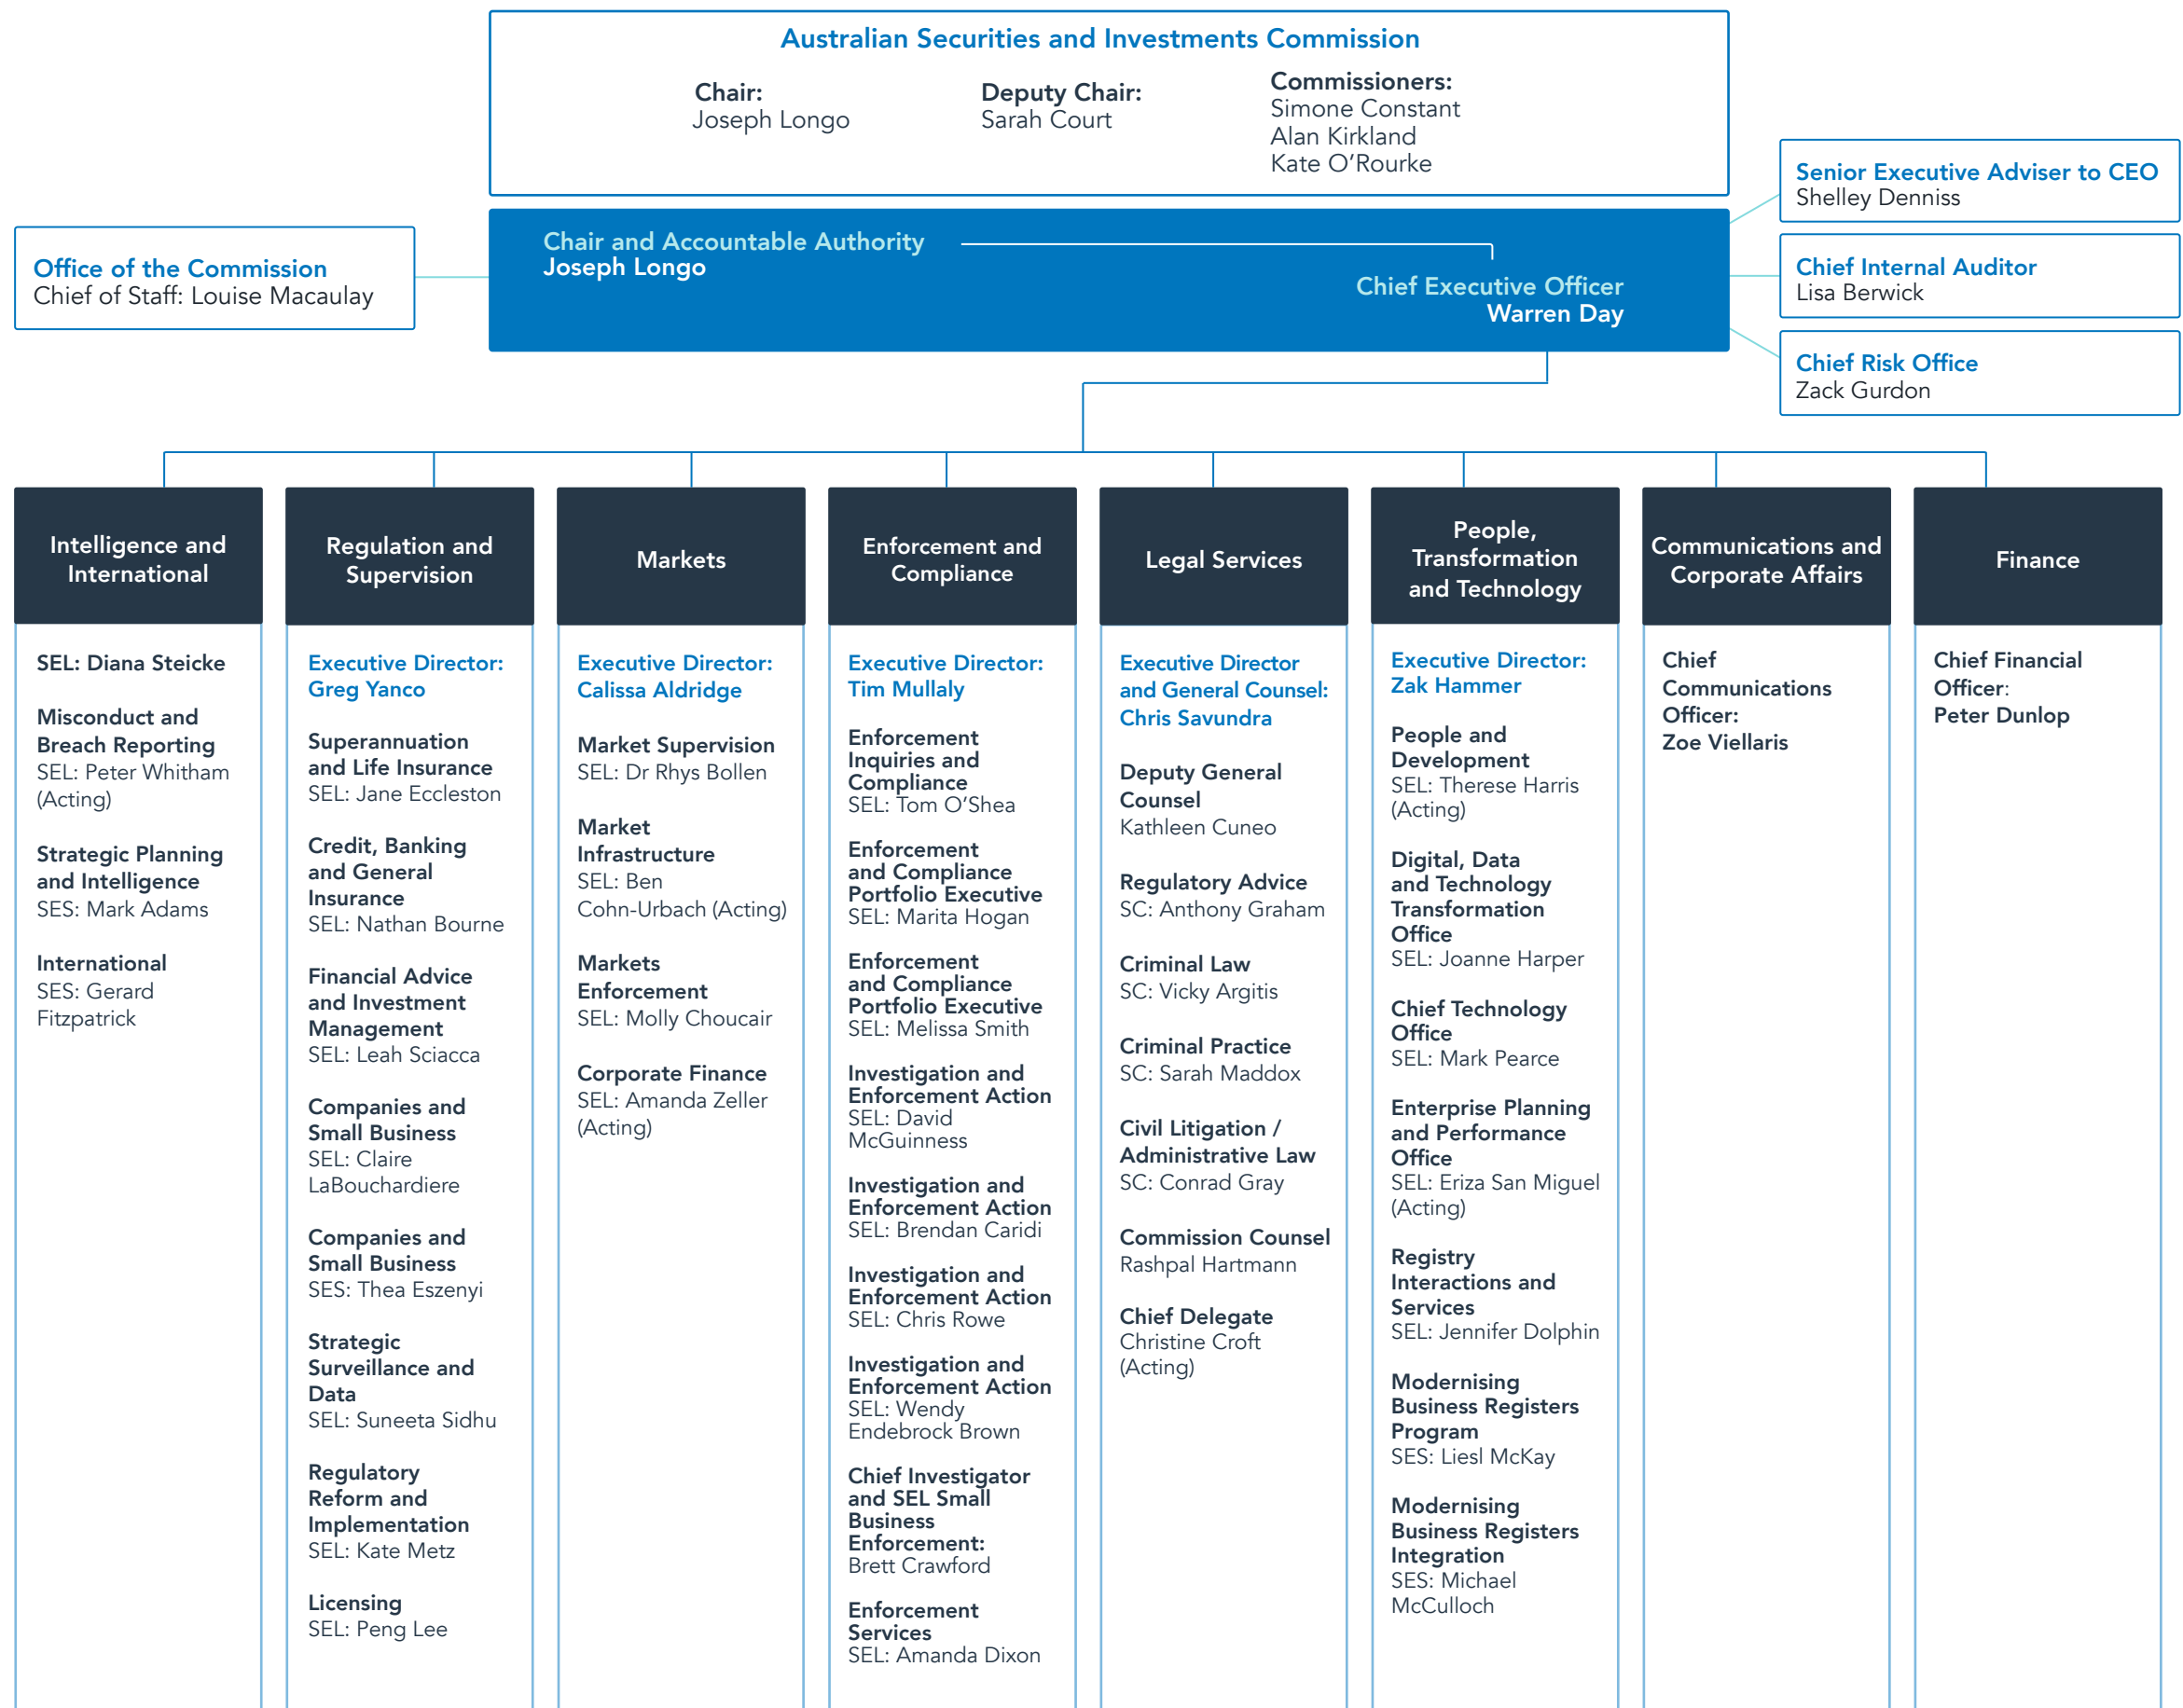 Australian Securities and Investments Commission
Chair:
Joseph Longo
Deputy Chair:
Sarah Court
Commissioners:
Simone Constant
Alan Kirkland
Kate O’Rourke
Senior Executive Adviser to CEO
Shelley Denniss
Chief Internal Auditor
Lisa Berwick
Chief Risk Office
Zack Gurdon
Office of the Commission
Chief of Staff: Louise Macaulay
Chair and Accountable Authority
Joseph Longo
Chief Executive Officer
Warren Day
Intelligence and
International
SEL: Diana Steicke
Misconduct and
Breach Reporting
SEL: Peter Whitham
(Acting)
Strategic Planning
and Intelligence
SES: Mark Adams
International
SES: Gerard
Fitzpatrick
Regulation and
Supervision
Executive Director:
Greg Yanco
Superannuation
and Life Insurance
SEL: Jane Eccleston
Credit, Banking
and General
Insurance
SEL: Nathan Bourne
Financial Advice
and Investment
Management
SEL: Leah Sciacca
Companies and
Small Business
SEL: Claire
LaBouchardiere
Companies and
Small Business
SES: Thea Eszenyi
Strategic
Surveillance and
Data
SEL: Suneeta Sidhu
Regulatory
Reform and
Implementation
SEL: Kate Metz
Licensing
SEL: Peng Lee
Markets
Executive Director:
Calissa Aldridge
Market Supervision
SEL: Dr Rhys Bollen
Market
Infrastructure
SEL: Ben
Cohn-Urbach (Acting)
Markets
Enforcement
SEL: Molly Choucair
Corporate Finance
SEL: Amanda Zeller
(Acting)
Enforcement and
Compliance
Executive Director:
Tim Mullaly
Enforcement
Inquiries and
Compliance
SEL: Tom O’Shea
Enforcement
and Compliance
Portfolio Executive
SEL: Marita Hogan
Enforcement
and Compliance
Portfolio Executive
SEL: Melissa Smith
Investigation and
Enforcement Action
SEL: David
McGuinness
Investigation and
Enforcement Action
SEL: Brendan Caridi
Investigation and
Enforcement Action
SEL: Chris Rowe
Investigation and
Enforcement Action
SEL: Wendy
Endebrock Brown
Chief Investigator
and SEL Small
Business
Enforcement:
Brett Crawford
Enforcement
Services
SEL: Amanda Dixon
Legal Services
Executive Director
and General Counsel:
Chris Savundra
Deputy General
Counsel
Kathleen Cuneo
Regulatory Advice
SC: Anthony Graham
Criminal Law
SC: Vicky Argitis
Criminal Practice
SC: Sarah Maddox
Civil Litigation /
Administrative Law
SC: Conrad Gray
Commission Counsel
Rashpal Hartmann
Chief Delegate
Christine Croft
(Acting)
People,
Transformation
and Technology
Executive Director:
Zak Hammer
People and
Development
SEL: Therese Harris
(Acting)
Digital, Data
and Technology
Transformation
Office
SEL: Joanne Harper
Chief Technology
Office
SEL: Mark Pearce
Enterprise Planning
and Performance
Office
SEL: Eriza San Miguel
(Acting)
Registry
Interactions and
Services
SEL: Jennifer Dolphin
Modernising
Business Registers
Program
SES: Liesl McKay
Modernising
Business Registers
Integration
SES: Michael
McCulloch
Communications and
Corporate Affairs
Chief
Communications
Officer:
Zoe Viellaris
Finance
Chief Financial
Officer:
Peter Dunlop